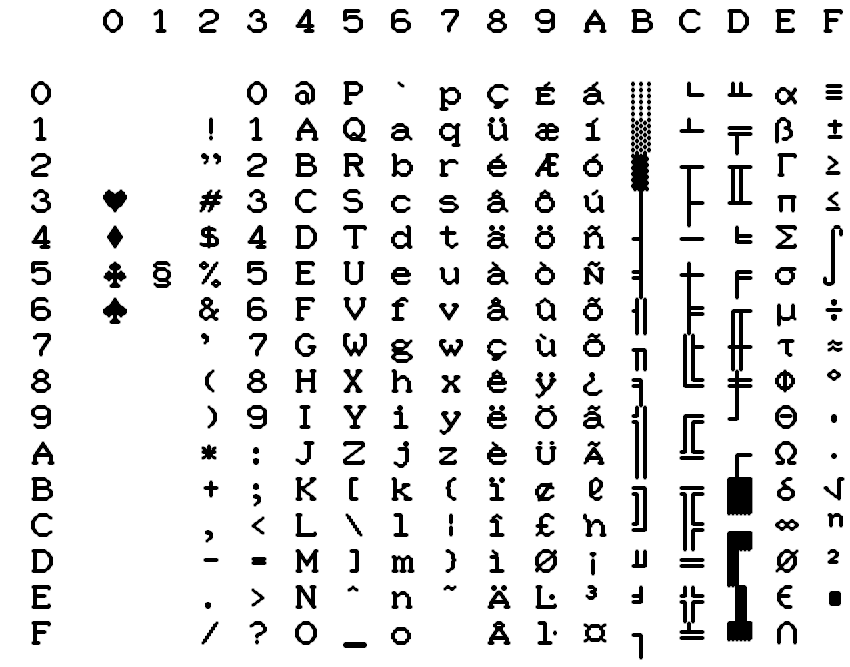 0 1 2 3 4 5 6 7 8 9 A B C D E F
0 0 @ P ` p Ç É á ░ └ ╨ α ≡
1 ! 1 A Q a q ü æ í ▒ ┴ ╤ β ±
2 " 2 B R b r é Æ ó ▓ ┬ ╥ Γ ≥
3 ♥ # 3 C S c s â ô ú │ ├ ╙ π ≤
4 ♦ $ 4 D T d t ä ö ñ ┤ ─ ╘ Σ ⌠
5 ♣ § % 5 E U e u à ò Ñ ╡ ┼ ╒ σ ⌡
6 ♠ & 6 F V f v å û õ ╢ ╞ ╓ µ ÷
7 ' 7 G W g w ç ù Õ ╖ ╟ ╫ τ ≈
8 ( 8 H X h x ê ÿ ¿ ╕ ╚ ╪ Φ °
9 ) 9 I Y i y ë Ö ã ╣ ╔ ┘ Θ ∙
A * : J Z j z è Ü Ã ║ ╩ ┌ Ω ·
B + ; K [ k { ï ø ℓ ╗ ╦ █ δ √
C , < L \ l ¦ î £ ŉ ╝ ╠ ▄ ∞ ⁿ
D - = M ] m } ì Ø ¡ ╜ ═ ▌ Ø ²
E . > N ^ n ~ Ä Ŀ ³ ╛ ╬ ▐ ∈ ■
F / ? O _ o Å ŀ ¤ ┐ ╧ ▀ ∩